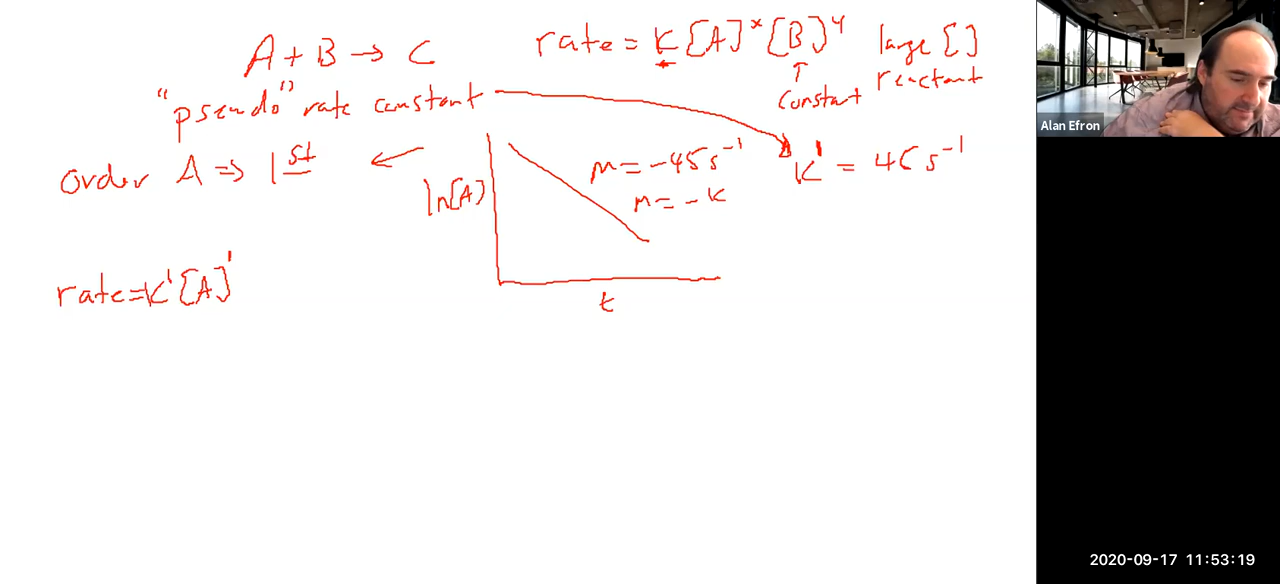 A + B → C
rate = K [A]^x [B]^y large [ ]
↑ reactant
constant
"pseudo" rate constant
order A ⇒ 1st ←
ln[A]
m = -45 s^-1
m = -K
K' = 45 s^-1
t
rate = K' [A]^1
Alan Efron
2020-09-17 11:53:19